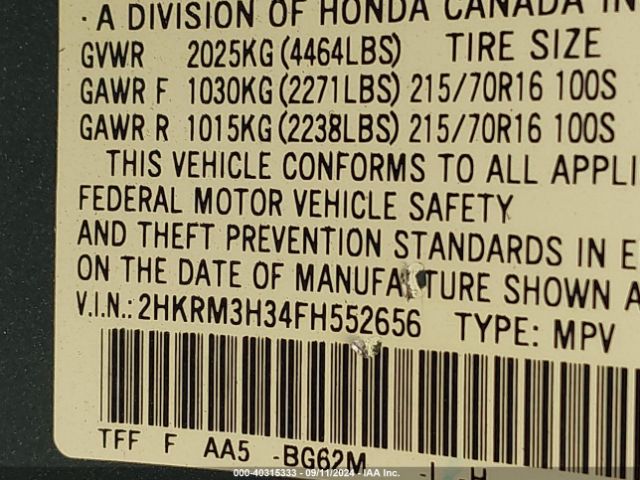 · A DIVISION OF HONDA CANADA IN
GVWR 2025KG (4464LBS) TIRE SIZE
GAWR F 1030KG (2271LBS) 215/70R16 100S
GAWR R 1015KG (2238LBS) 215/70R16 100S
THIS VEHICLE CONFORMS TO ALL APPLI
FEDERAL MOTOR VEHICLE SAFETY
AND THEFT PREVENTION STANDARDS IN E
ON THE DATE OF MANUFACTURE SHOWN A
V.I.N.: 2HKRM3H34FH552656 TYPE: MPV
TFF F AA5 -BG62M
000-40315333 - 09/11/2024 - IAA Inc.